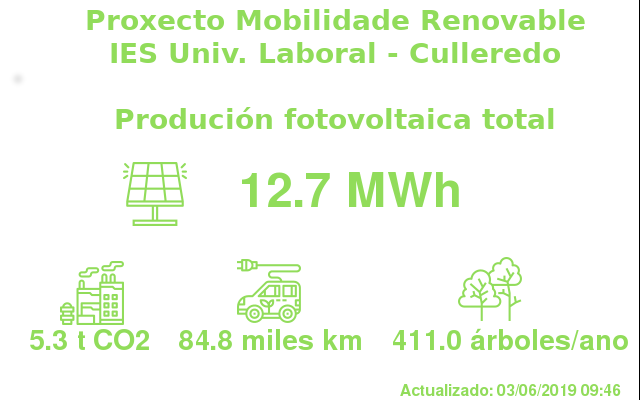 Proxecto Mobilidade Renovable
IES Univ. Laboral - Culleredo
Produción fotovoltaica total
12.7 MWh
5.3 t CO2
84.8 miles km
411.0 árboles/ano
Actualizado: 03/06/2019 09:46